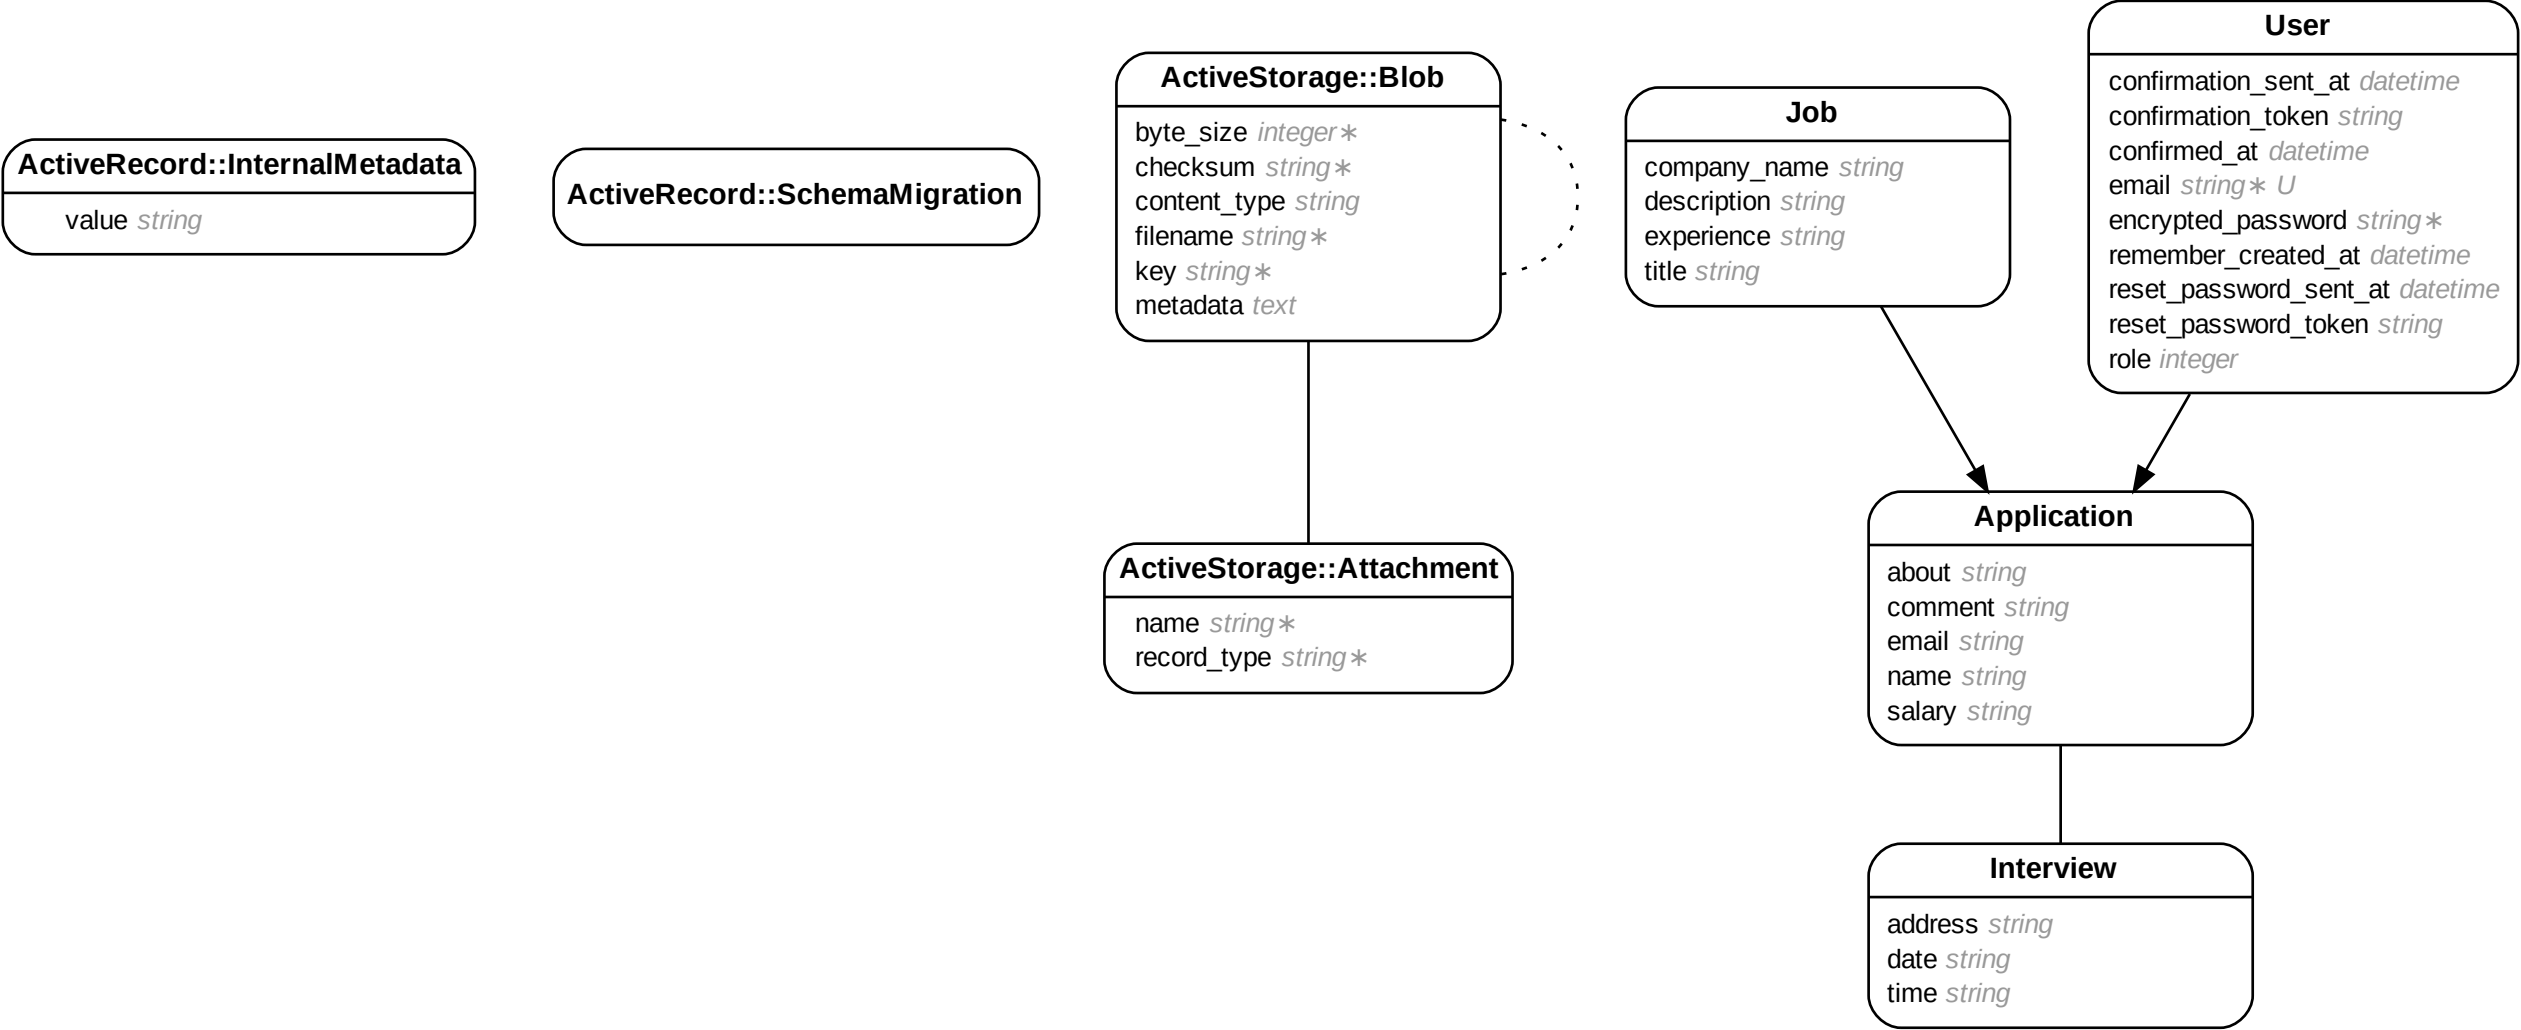 ActiveRecord::InternalMetadata
value string
ActiveRecord::SchemaMigration
ActiveStorage::Blob
byte_size integer∗
checksum string∗
content_type string
filename string∗
key string∗
metadata text
ActiveStorage::Attachment
name string∗
record_type string∗
Job
company_name string
description string
experience string
title string
User
confirmation_sent_at datetime
confirmation_token string
confirmed_at datetime
email string∗ U
encrypted_password string∗
remember_created_at datetime
reset_password_sent_at datetime
reset_password_token string
role integer
Application
about string
comment string
email string
name string
salary string
Interview
address string
date string
time string